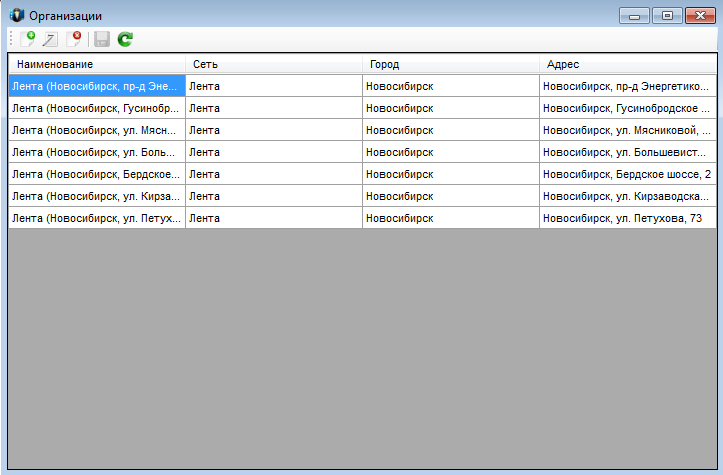 Организации
Наименование Сеть Город Адрес
Лента (Новосибирск, пр-д Эне... Лента Новосибирск Новосибирск, пр-д Энергетико...
Лента (Новосибирск, Гусинобр... Лента Новосибирск Новосибирск, Гусинобродское ...
Лента (Новосибирск, ул. Мясн... Лента Новосибирск Новосибирск, ул. Мясниковой, ...
Лента (Новосибирск, ул. Боль... Лента Новосибирск Новосибирск, ул. Большевист...
Лента (Новосибирск, Бердское... Лента Новосибирск Новосибирск, Бердское шоссе, 2
Лента (Новосибирск, ул. Кирза... Лента Новосибирск Новосибирск, ул. Кирзаводска...
Лента (Новосибирск, ул. Петух... Лента Новосибирск Новосибирск, ул. Петухова, 73